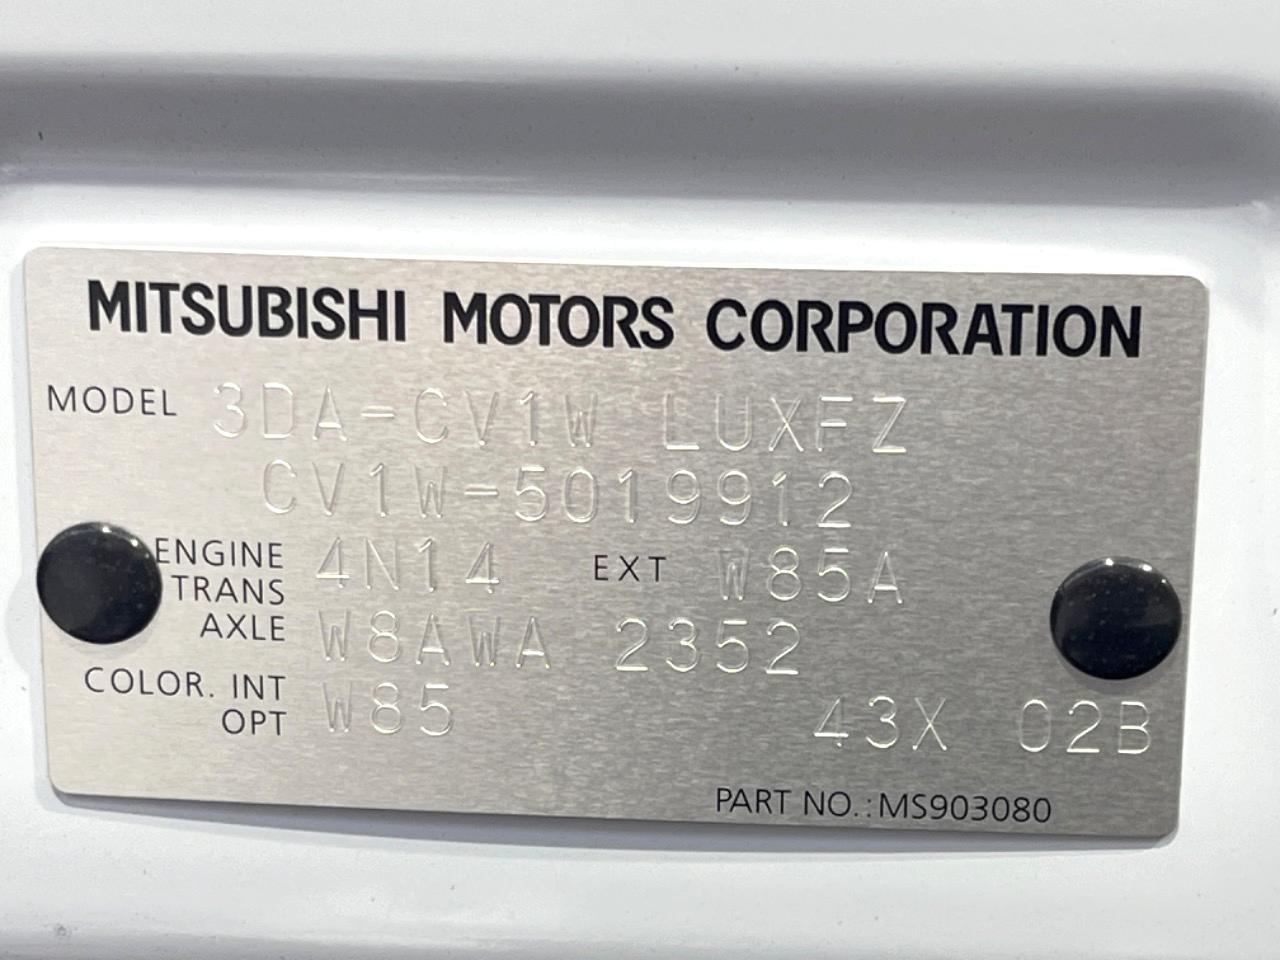 MITSUBISHI MOTORS CORPORATION
MODEL 3DA-CV1W LUXFZ
CV1W-5019912
ENGINE 4N14 EXT W85A
TRANS
AXLE W8AWA 2352
COLOR. INT W85
OPT 43X 02B
PART NO.:MS903080